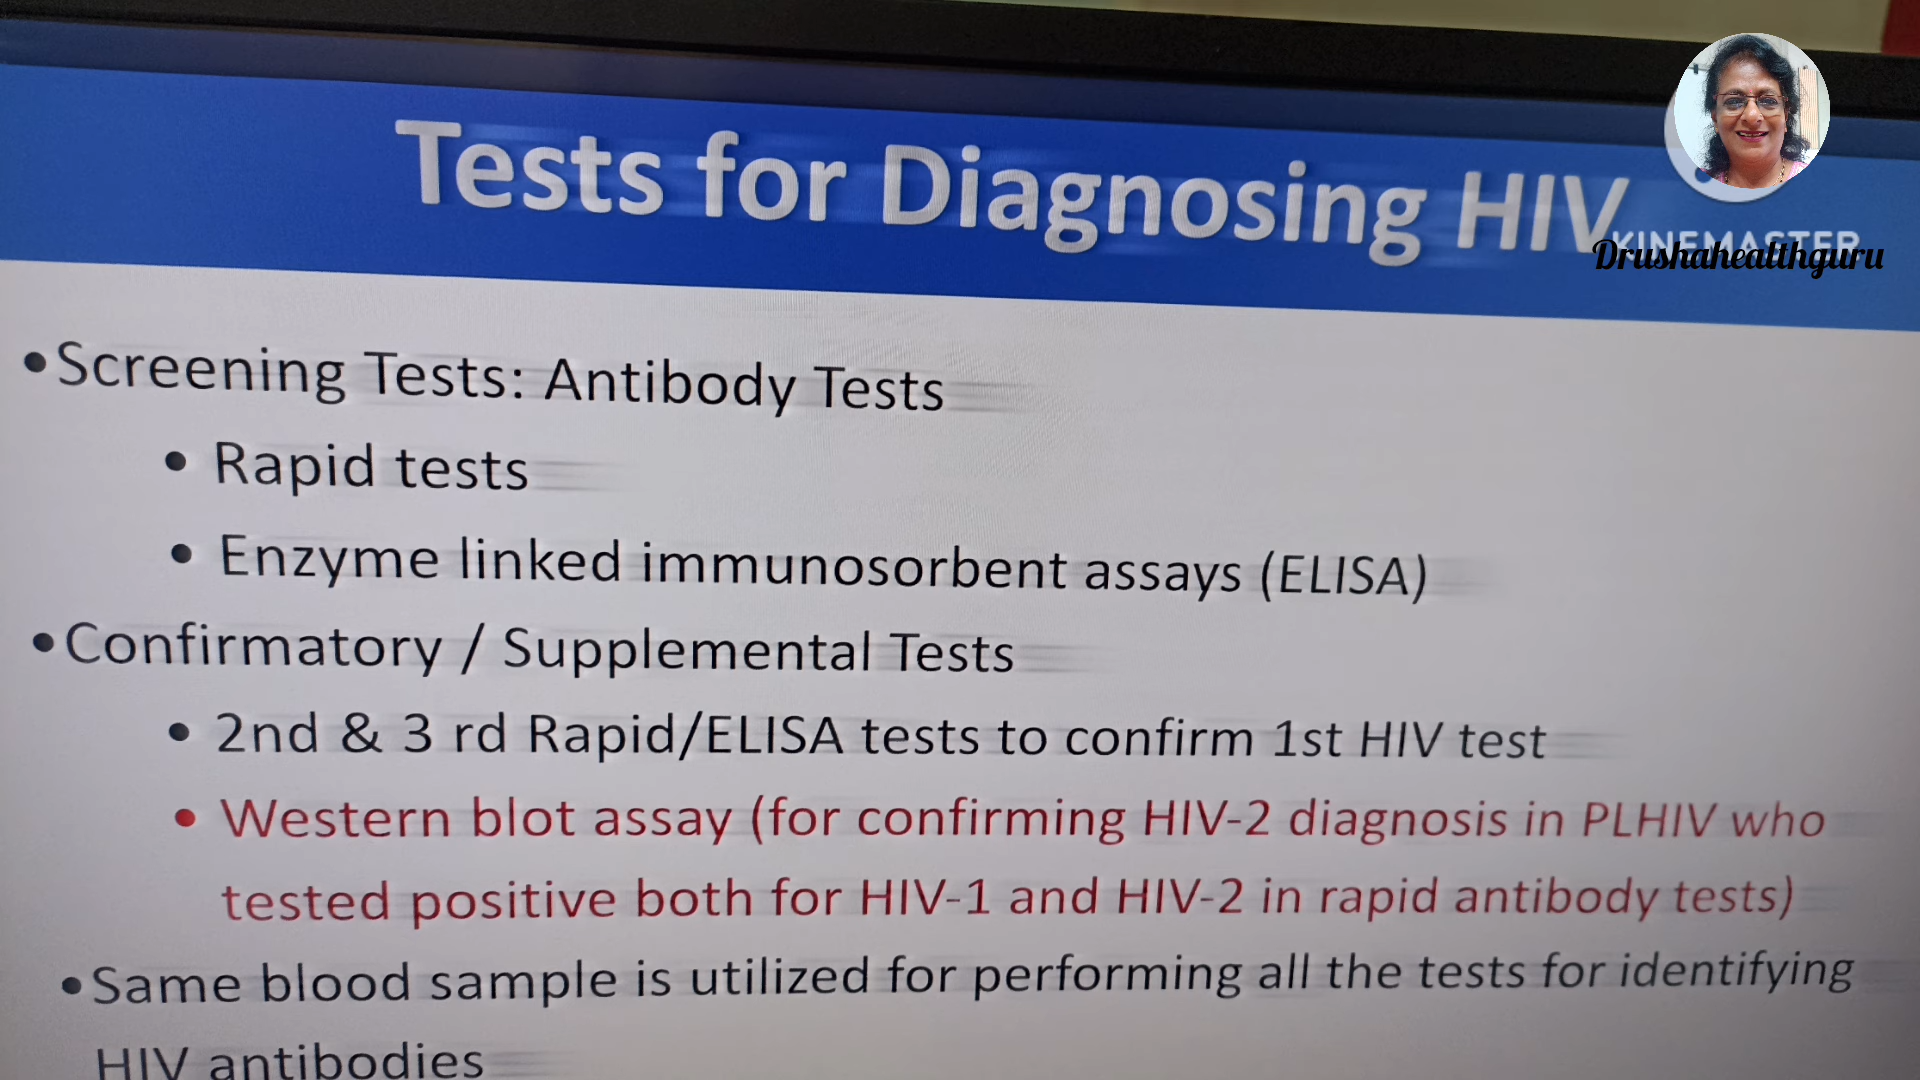 Tests for Diagnosing HIV
KINEMASTER
Drushahealthguru
•Screening Tests: Antibody Tests
• Rapid tests
• Enzyme linked immunosorbent assays (ELISA)
•Confirmatory / Supplemental Tests
• 2nd & 3 rd Rapid/ELISA tests to confirm 1st HIV test
• Western blot assay (for confirming HIV-2 diagnosis in PLHIV who
tested positive both for HIV-1 and HIV-2 in rapid antibody tests)
•Same blood sample is utilized for performing all the tests for identifying
HIV antibodies